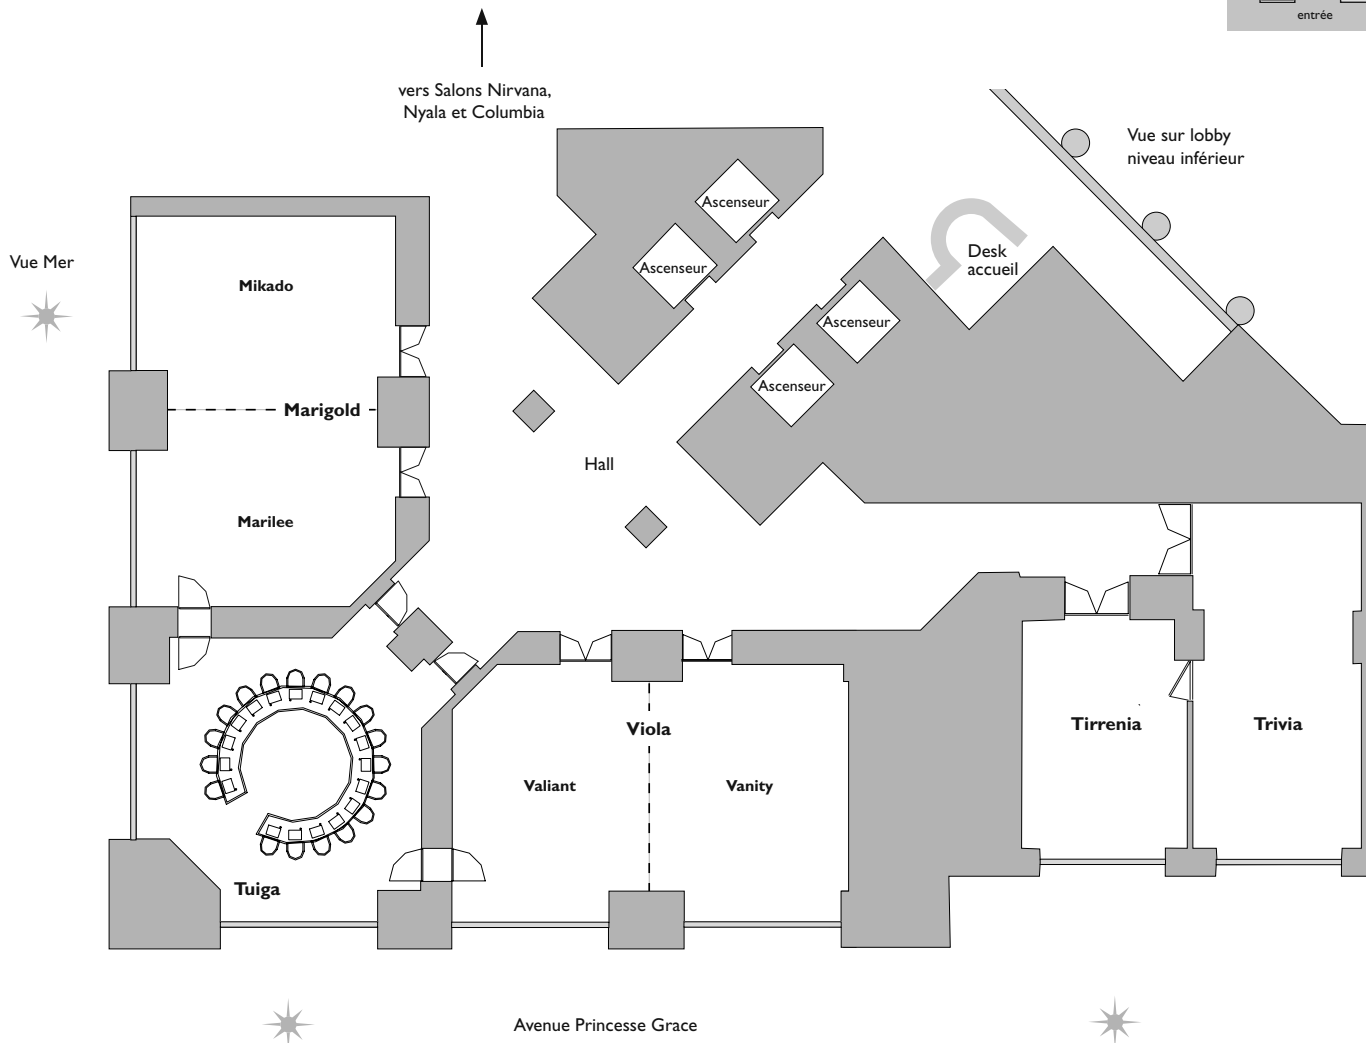 entrée
vers Salons Nirvana,
Nyala et Columbia
Vue sur lobby
niveau inférieur
Ascenseur
Ascenseur
Desk
accueil
Vue Mer
Mikado
Ascenseur
Ascenseur
Marigold
Hall
Marilee
Viola
Tirrenia
Trivia
Valiant
Vanity
Tuiga
Avenue Princesse Grace